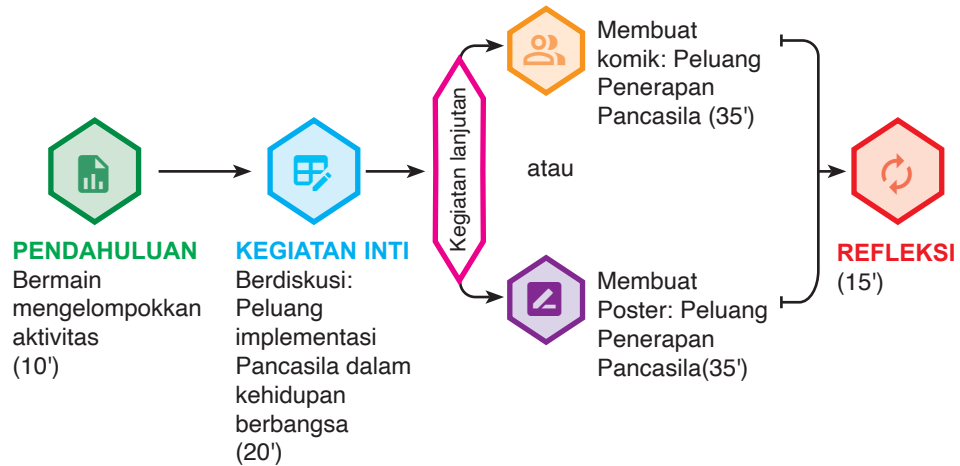 PENDAHULUAN
Bermain
mengelompokkan
aktivitas
(10')
KEGIATAN INTI
Berdiskusi:
Peluang
implementasi
Pancasila dalam
kehidupan
berbangsa
(20')
Kegiatan lanjutan
Membuat
komik: Peluang
Penerapan
Pancasila (35')
atau
Membuat
Poster: Peluang
Penerapan
Pancasila(35')
REFLEKSI
(15')